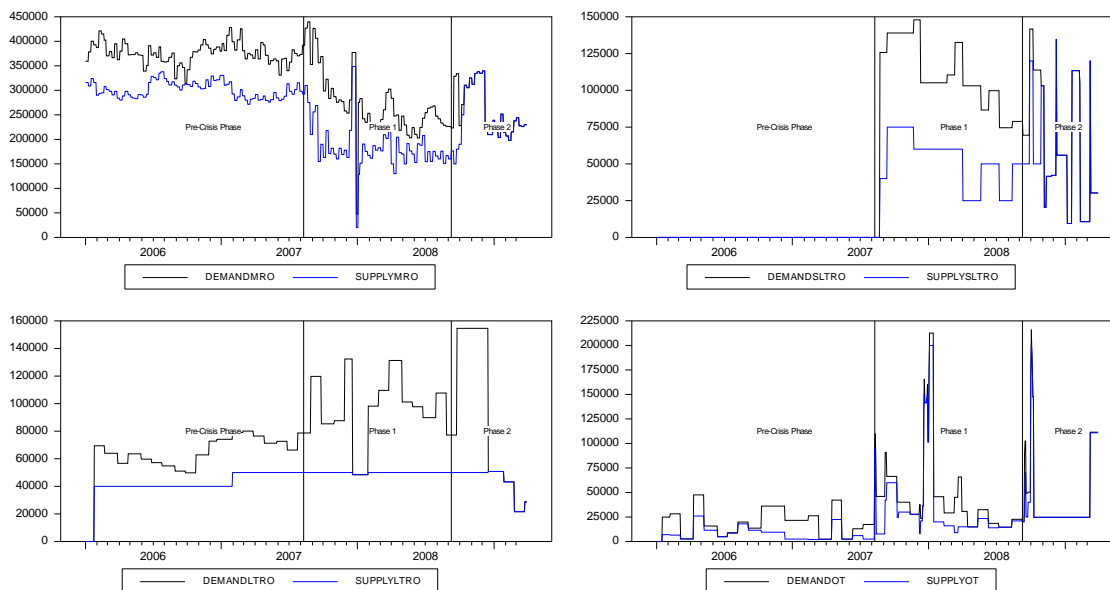 450000
400000
350000
300000
250000
200000
150000
100000
50000
0
Pre-Crisis Phase
Phase 1
Phase 2
2006
2007
2008
DEMANDMRO
SUPPLYMRO
150000
125000
100000
75000
50000
25000
0
Pre-Crisis Phase
Phase 1
Phase 2
2006
2007
2008
DEMANDSLTRO
SUPPLYSLTRO
160000
140000
120000
100000
80000
60000
40000
20000
0
Pre-Crisis Phase
Phase 1
Phase 2
2006
2007
2008
DEMANDLTRO
SUPPLYLTRO
225000
200000
175000
150000
125000
100000
75000
50000
25000
0
Pre-Crisis Phase
Phase 1
Phase 2
2006
2007
2008
DEMANDOT
SUPPLYOT